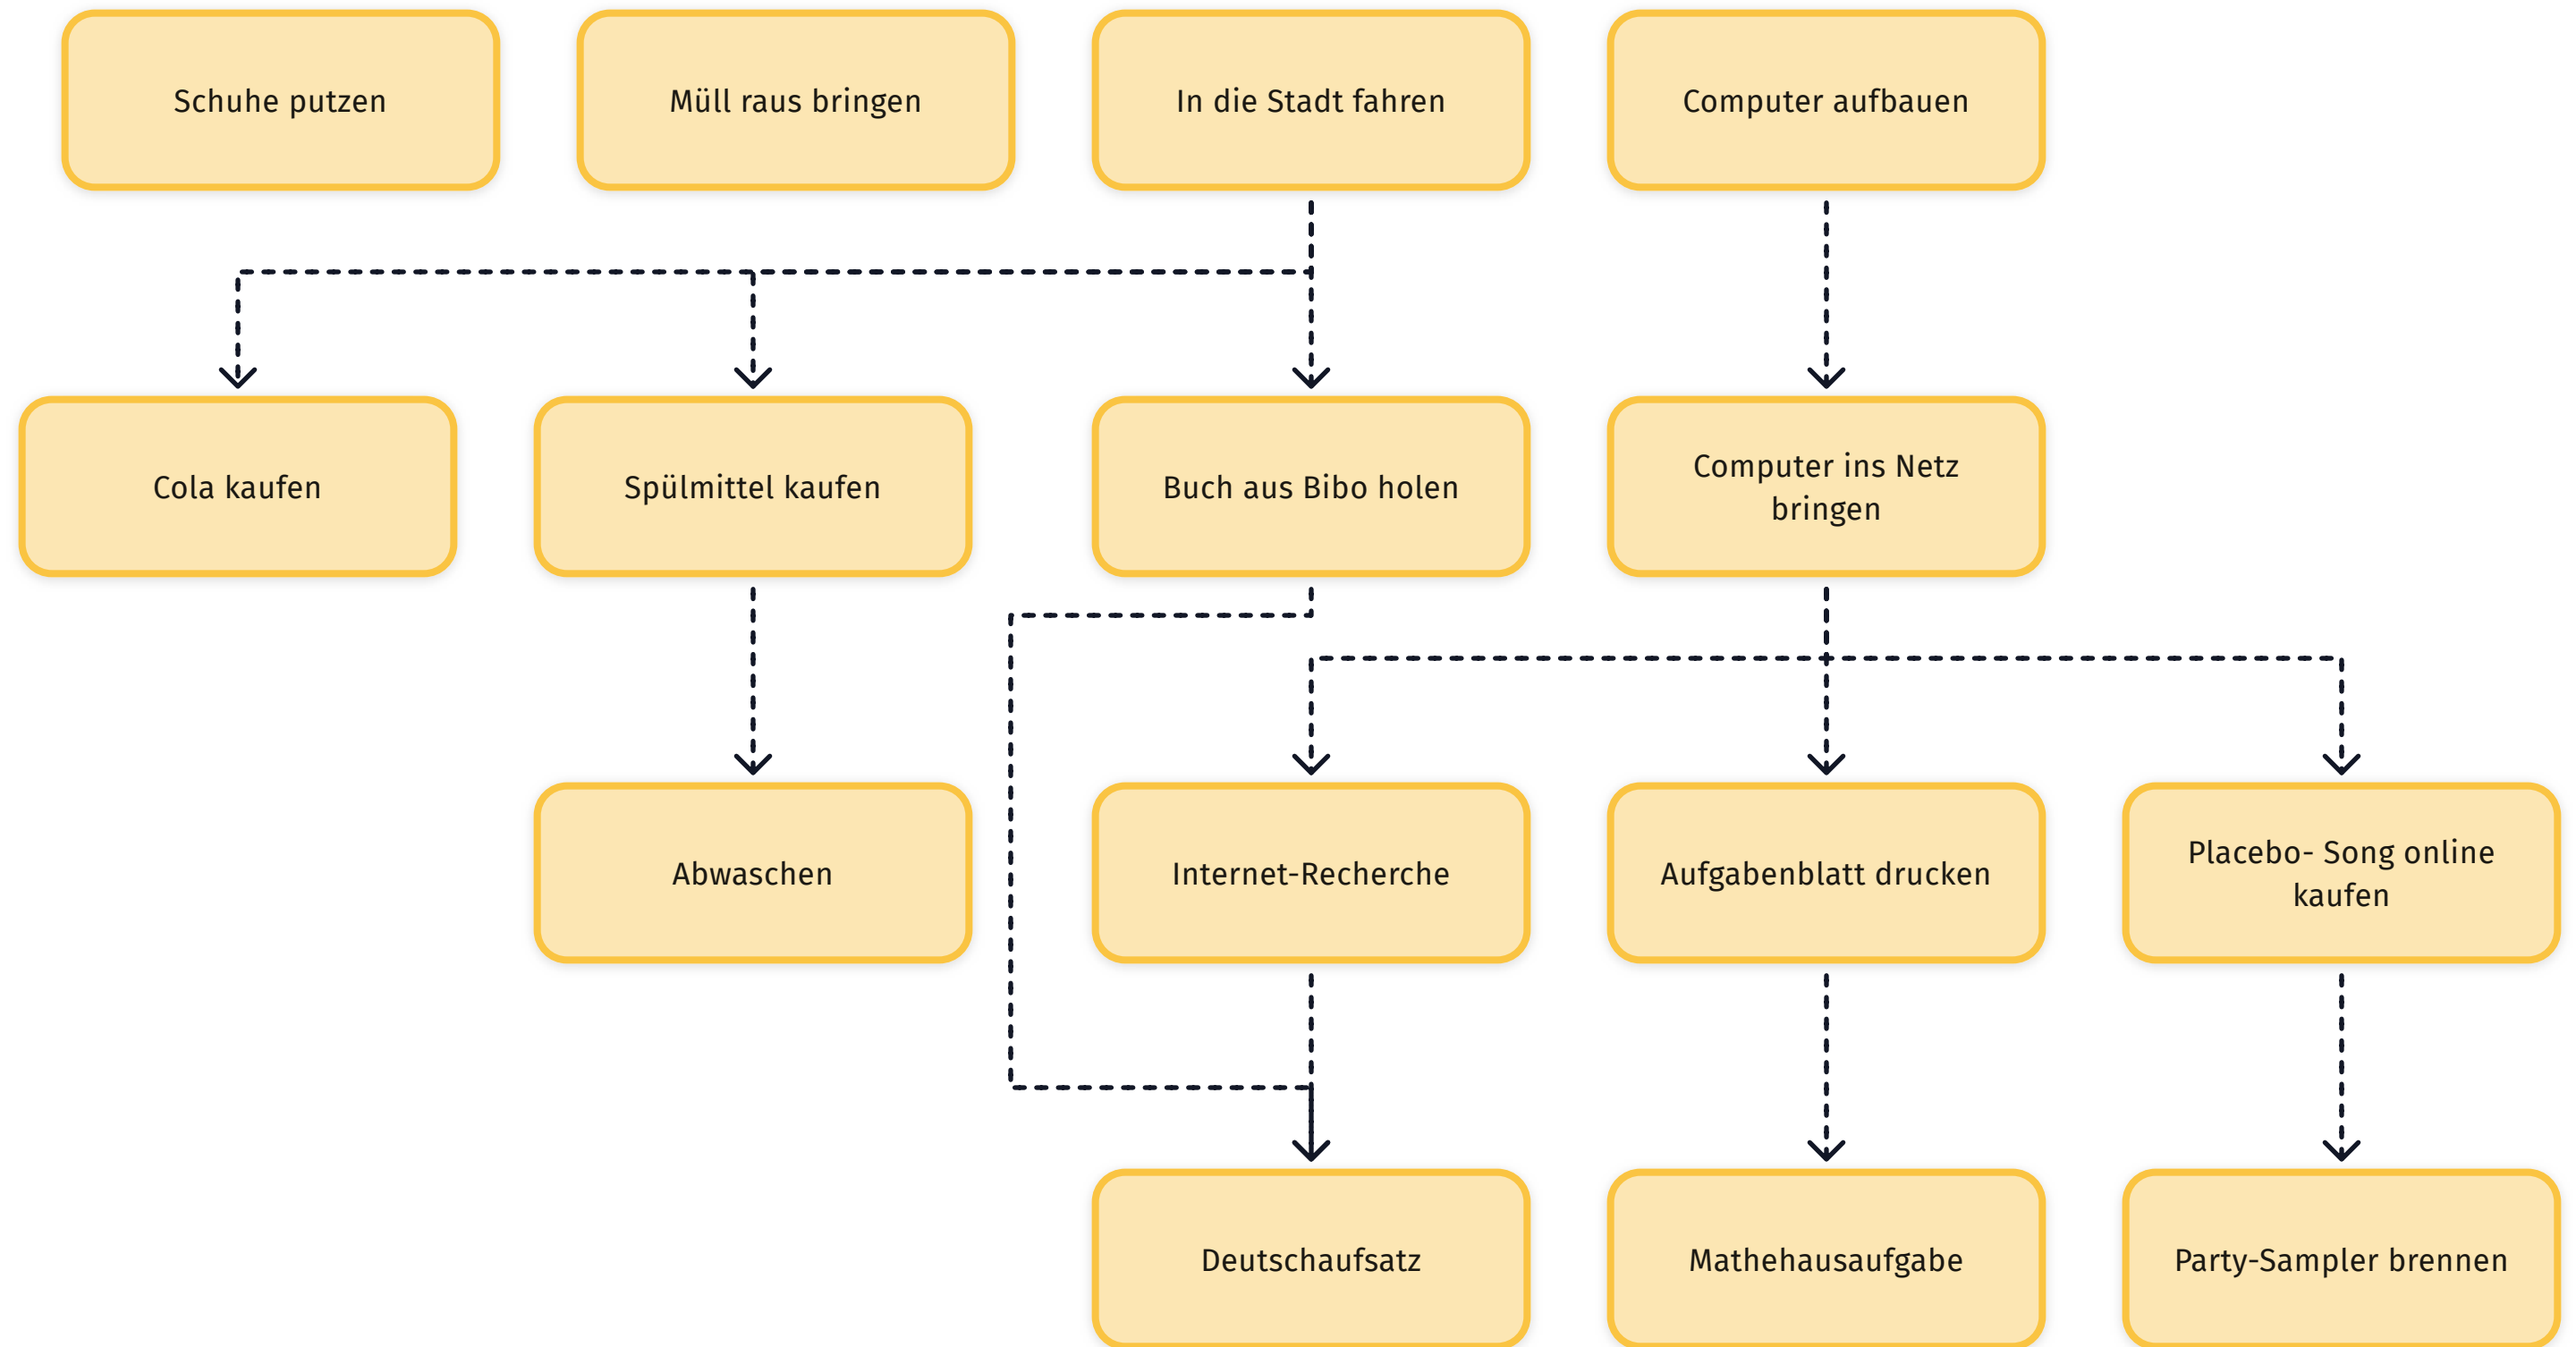 Schuhe putzen
Müll raus bringen
In die Stadt fahren
Computer aufbauen
Cola kaufen
Spülmittel kaufen
Buch aus Bibo holen
Computer ins Netz
bringen
Abwaschen
Internet-Recherche
Aufgabenblatt drucken
Placebo- Song online
kaufen
Deutschaufsatz
Mathehausaufgabe
Party-Sampler brennen